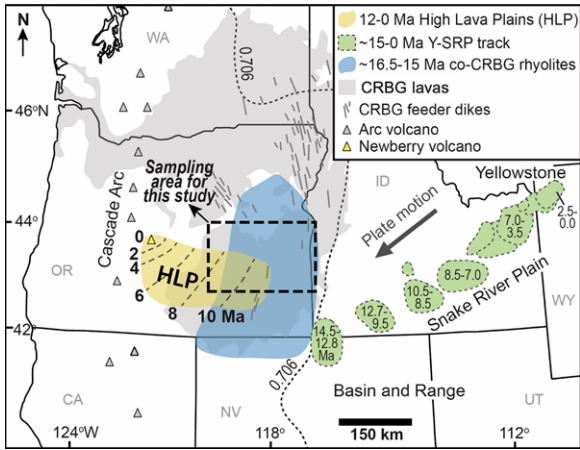 N
WA
0.706
12-0 Ma High Lava Plains (HLP)
~15-0 Ma Y-SRP track
~16.5-15 Ma co-CRBG rhyolites
CRBG lavas
CRBG feeder dikes
Arc volcano
Newberry volcano
46°N
Sampling
area for
this study
ID
Yellowstone
2.5-
0.0
7.0-
3.5
Plate motion
44°
Cascade Arc
0
2
4
6
8
10 Ma
HLP
OR
8.5-7.0
Snake River Plain
10.5-
8.5
WY
12.7-
9.5
42°
14.5-
12.8
Ma
0.706
Basin and Range
CA
NV
UT
150 km
124°W
118°
112°